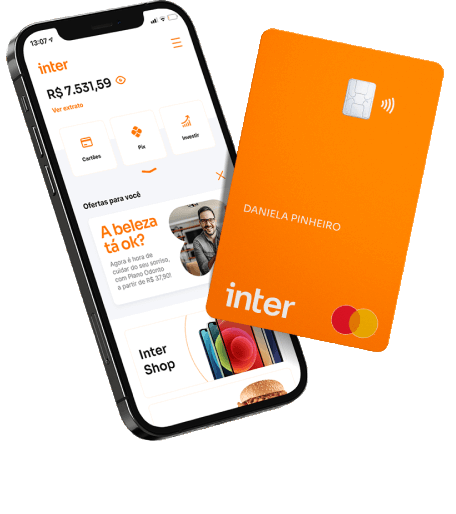 13:07
inter
R$ 7.531,59
Ver extrato
Cartões
Pix
Investir
Ofertas para você
A beleza
tá ok?
Agora é hora de
cuidar do seu sorriso,
com Plano Odonto
a partir de R$ 37,90!
Inter
Shop
DANIELA PINHEIRO
inter